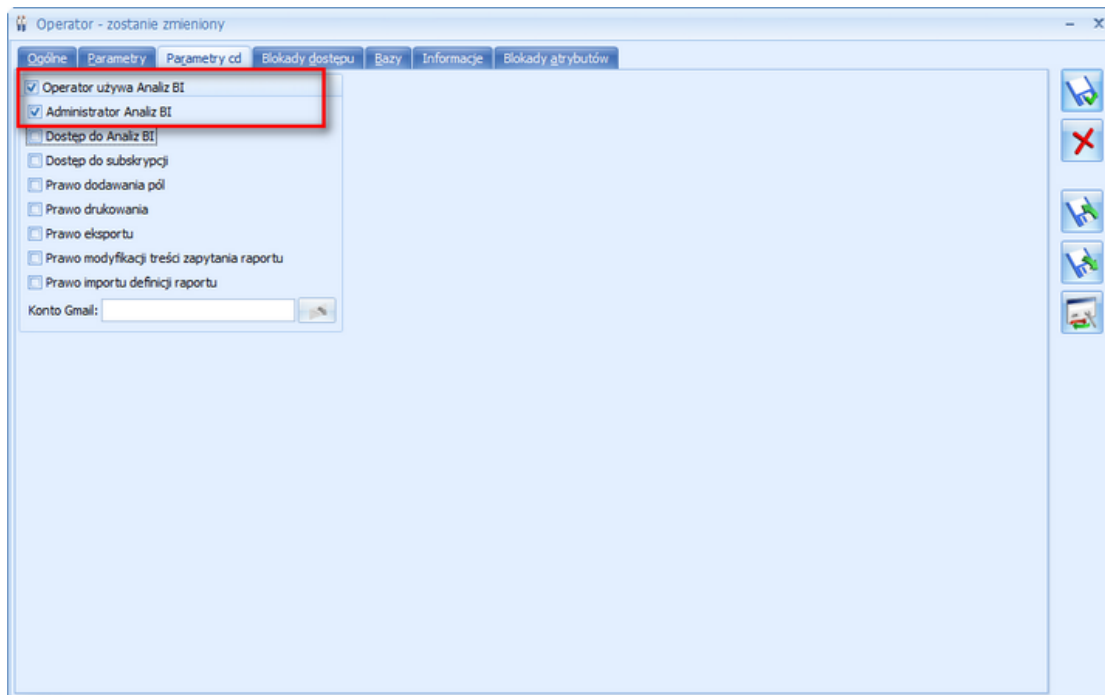 Operator - zostanie zmieniony
Ogólne Parametry Parametry cd Blokady dostępu Bazy Informacje Blokady atrybutów
Operator używa Analiz BI
Administrator Analiz BI
Dostęp do Analiz BI
Dostęp do subskrypcji
Prawo dodawania pól
Prawo drukowania
Prawo eksportu
Prawo modyfikacji treści zapytania raportu
Prawo importu definicji raportu
Konto Gmail: